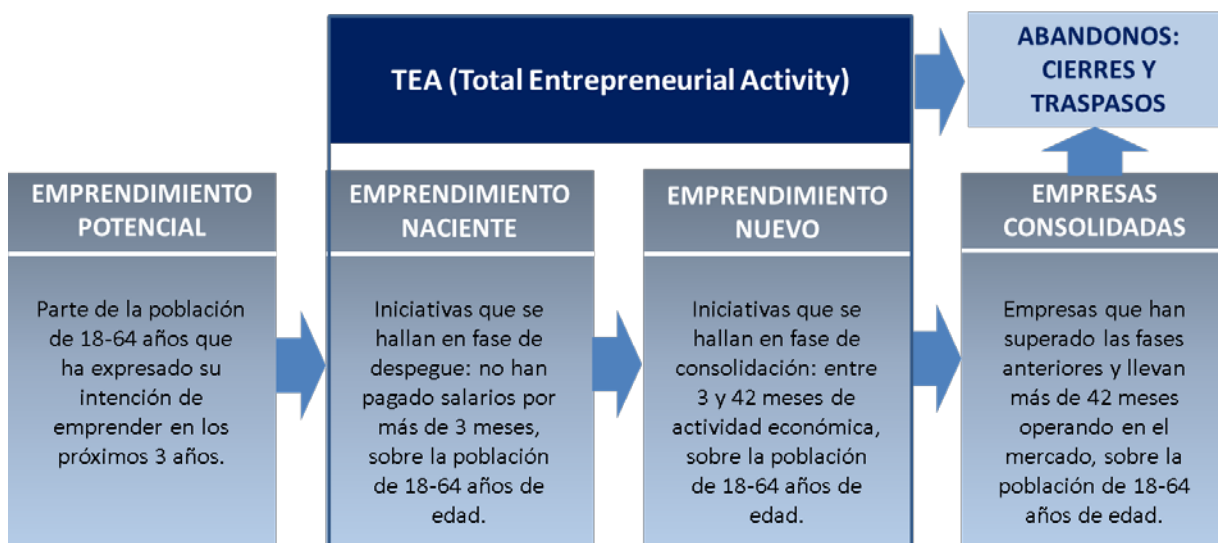 TEA (Total Entrepreneurial Activity)
ABANDONOS:
CIERRES Y
TRASPASOS
EMPRENDIMIENTO
POTENCIAL
Parte de la población
de 18-64 años que
ha expresado su
intención de
emprender en los
próximos 3 años.
EMPRENDIMIENTO
NACIENTE
Iniciativas que se
hallan en fase de
despegue: no han
pagado salarios por
más de 3 meses,
sobre la población
de 18-64 años de
edad.
EMPRENDIMIENTO
NUEVO
Iniciativas que se
hallan en fase de
consolidación: entre
3 y 42 meses de
actividad económica,
sobre la población
de 18-64 años de
edad.
EMPRESAS
CONSOLIDADAS
Empresas que han
superado las fases
anteriores y llevan
más de 42 meses
operando en el
mercado, sobre la
población de 18-64
años de edad.